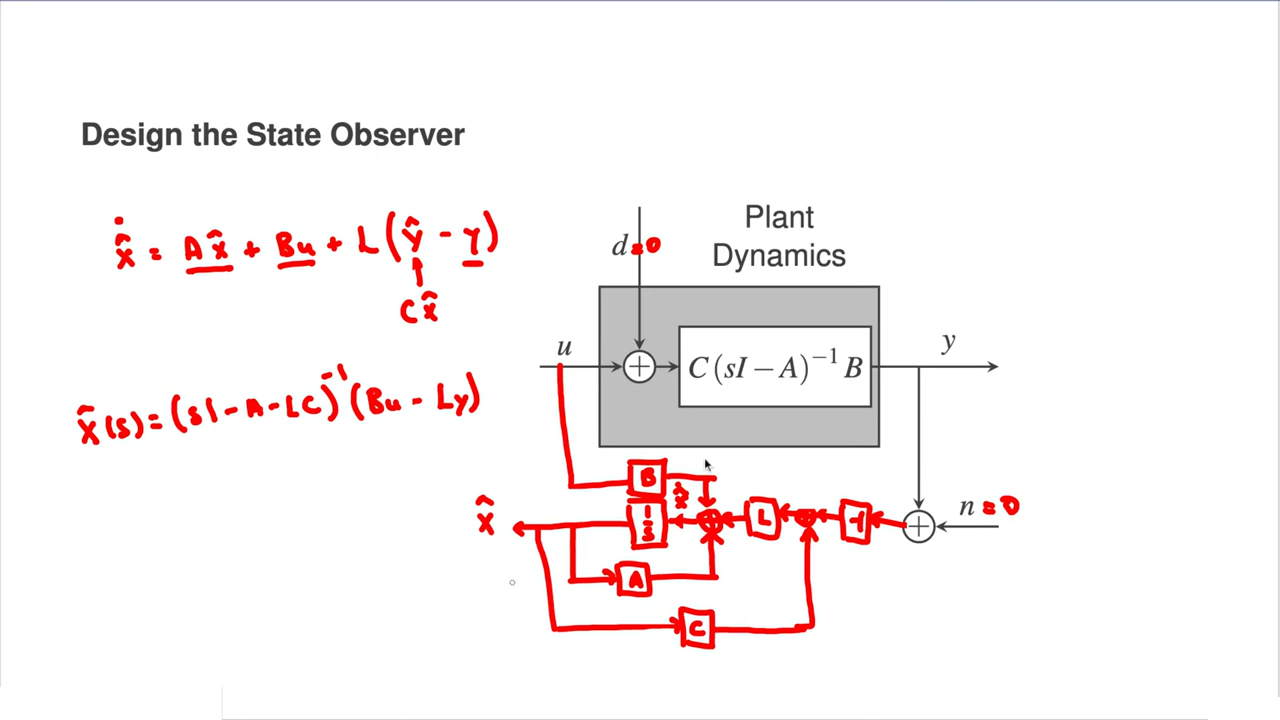 Design the State Observer
x̂̇ = Ax̂ + Bu + L(ŷ - y)
Cx̂
x̂(s) = (sI - A - LC)⁻¹(Bu - Ly)
Plant
Dynamics
d=0
u
+
C(sI − A)⁻¹B
y
B
x̂̇
x̂
1/s
+
L
+
-1
+
n=0
A
C